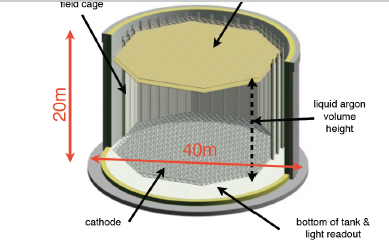 field cage
20m
liquid argon
volume
height
40m
cathode
bottom of tank &
light readout